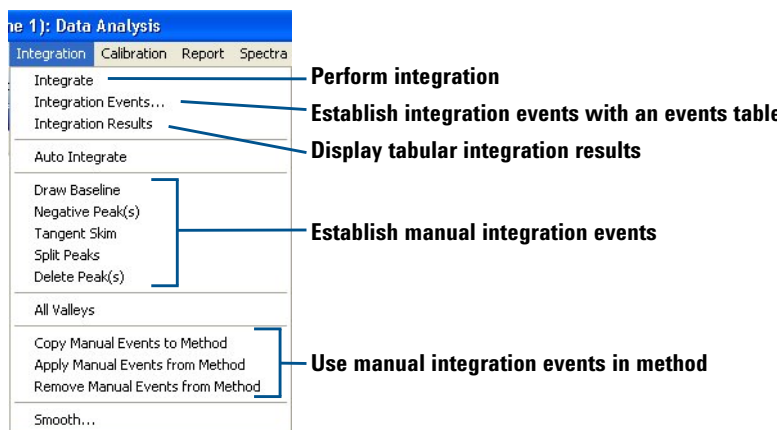 ne 1): Data Analysis
Integration Calibration Report Spectra
Integrate
Perform integration
Integration Events...
Establish integration events with an events table
Integration Results
Display tabular integration results
Auto Integrate
Draw Baseline
Negative Peak(s)
Tangent Skim
Establish manual integration events
Split Peaks
Delete Peak(s)
All Valleys
Copy Manual Events to Method
Apply Manual Events from Method
Use manual integration events in method
Remove Manual Events from Method
Smooth...